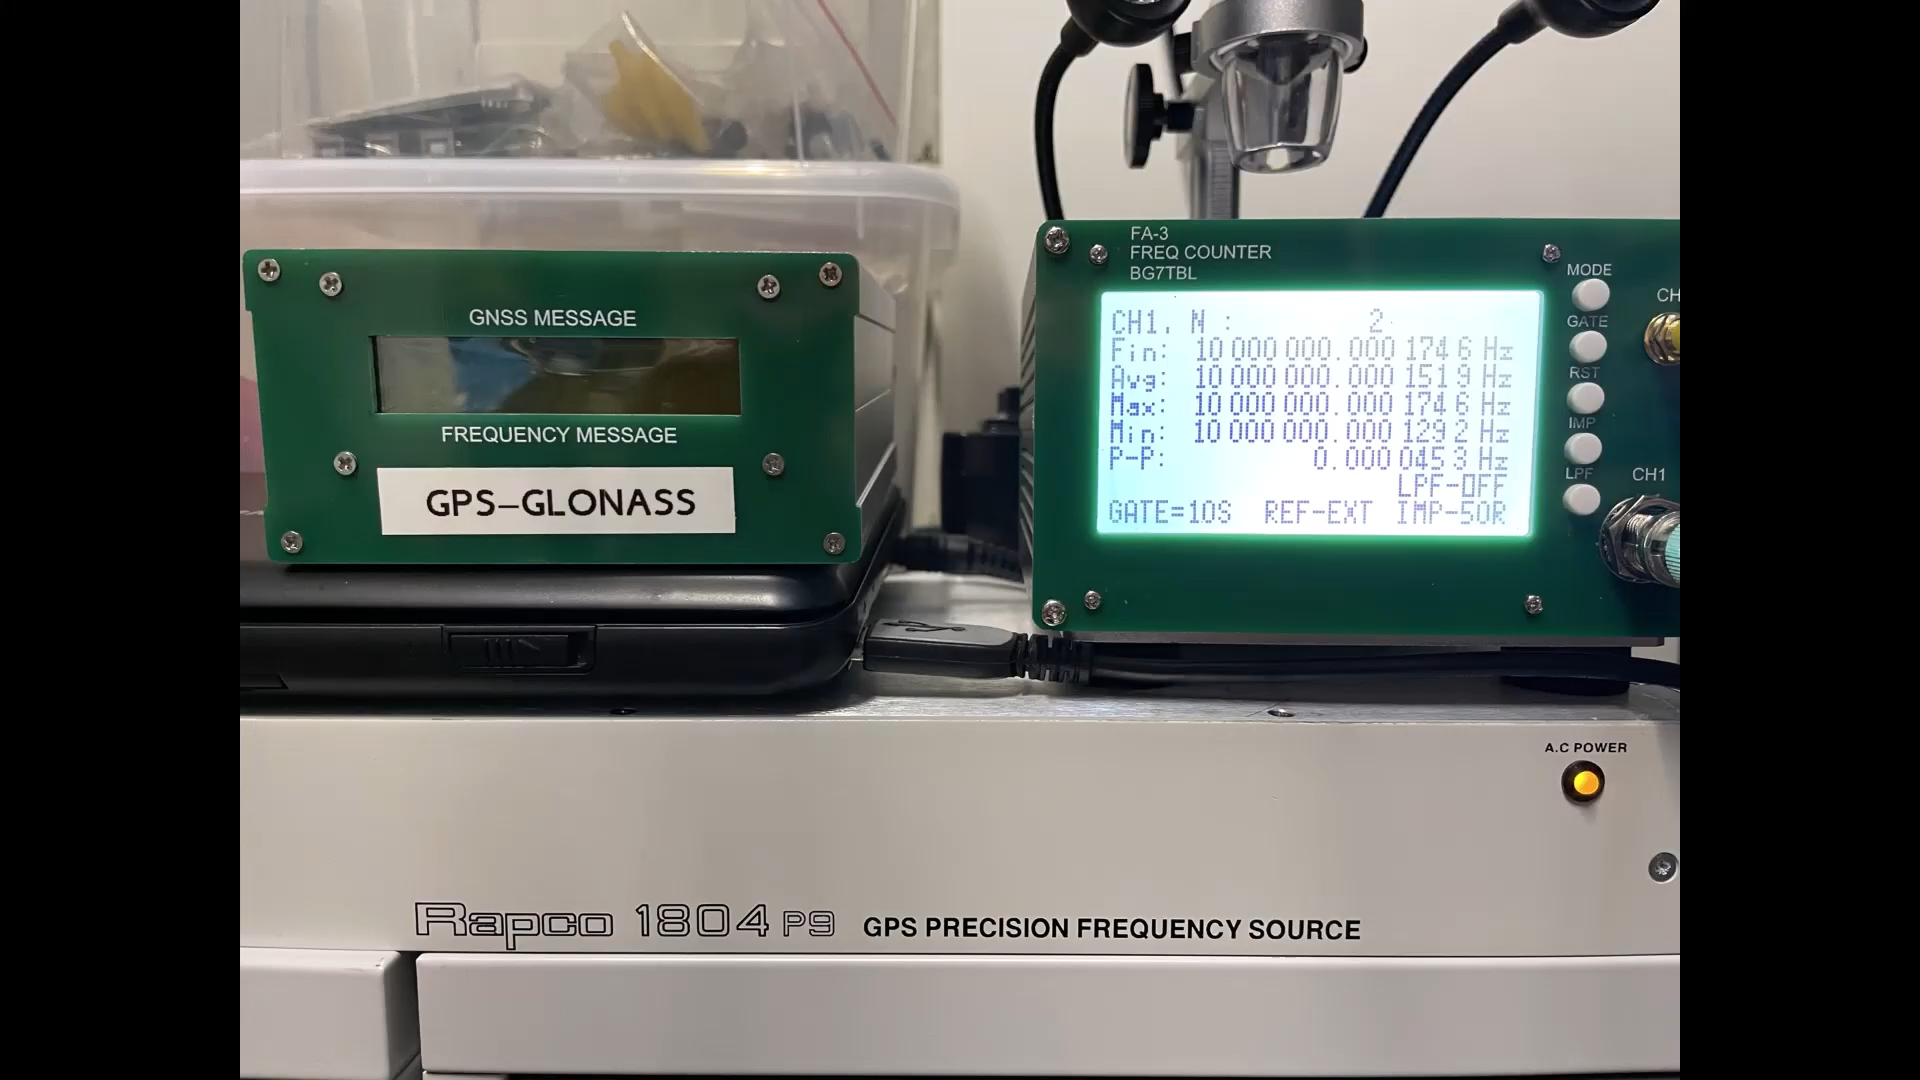 GNSS MESSAGE
FREQUENCY MESSAGE
GPS-GLONASS
FA-3
FREQ COUNTER
BG7TBL
CH1. N : 2.
Fin: 10 000 000.000 174 6 Hz
Avg: 10 000 000.000 151 9 Hz
Max: 10 000 000.000 174 6 Hz
Min: 10 000 000.000 129 2 Hz
P-P: 0.000 045 3 Hz
LPF-OFF
GATE=10S REF-EXT IMP-50R
MODE
GATE
RST
IMP
LPF
CH
CH1
A.C POWER
Rapco 1804 P9 GPS PRECISION FREQUENCY SOURCE